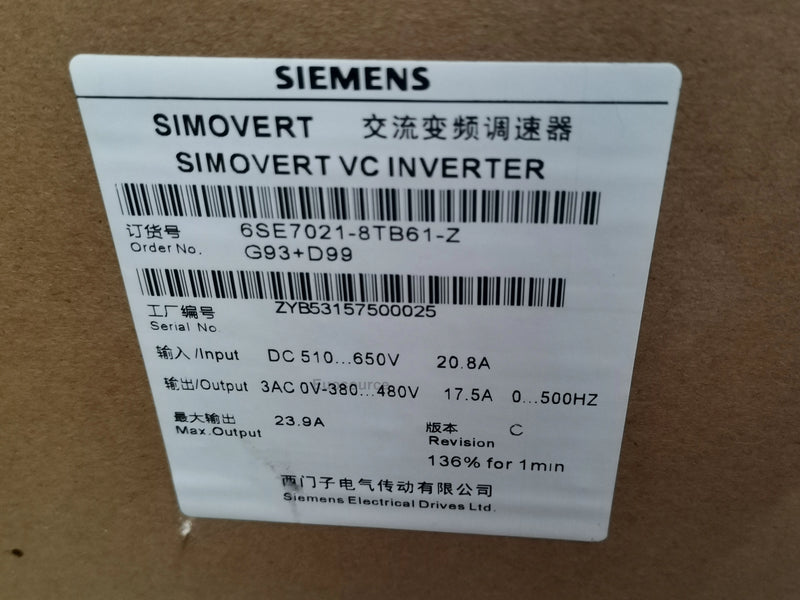 SIEMENS
SIMOVERT 交流变频调速器
SIMOVERT VC INVERTER
订货号 6SE7021-8TB61-Z
Order No. G93+D99
工厂编号 ZYB53157500025
Serial No.
输入/Input DC 510...650V 20.8A
输出/Output 3AC 0V-380...480V 17.5A 0...500HZ
最大输出 23.9A 版本 C
Max.Output Revision
136% for 1min
西门子电气传动有限公司
Siemens Electrical Drives Ltd.